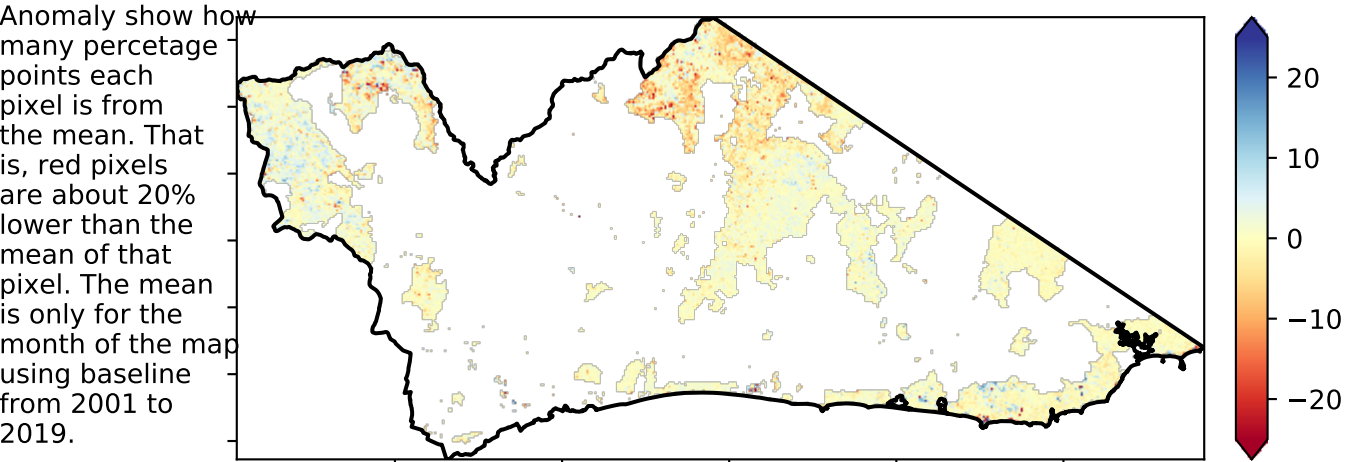 Anomaly show how
many percetage
points each
pixel is from
the mean. That
is, red pixels
are about 20%
lower than the
mean of that
pixel. The mean
is only for the
month of the map
using baseline
from 2001 to
2019.
20
10
0
−10
−20